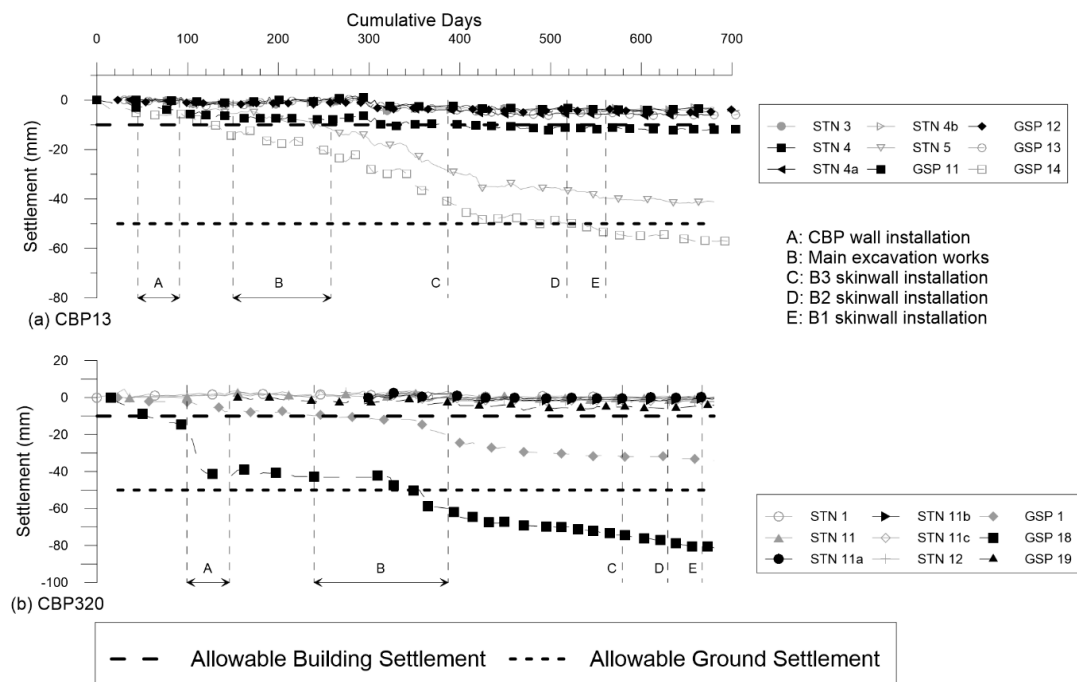 (a)
Cumulative Days
0 100 200 300 400 500 600 700
0
-20
-40
-60
-80
Settlement (mm)
A B C D E
(a) CBP13
STN 3 STN 4b GSP 12
STN 4 STN 5 GSP 13
STN 4a GSP 11 GSP 14
A: CBP wall installation
B: Main excavation works
C: B3 skinwall installation
D: B2 skinwall installation
E: B1 skinwall installation
20
0
-20
-40
-60
-80
-100
Settlement (mm)
A B C D E
(b) CBP320
STN 1 STN 11b GSP 1
STN 11 STN 11c GSP 18
STN 11a STN 12 GSP 19
Allowable Building Settlement Allowable Ground Settlement